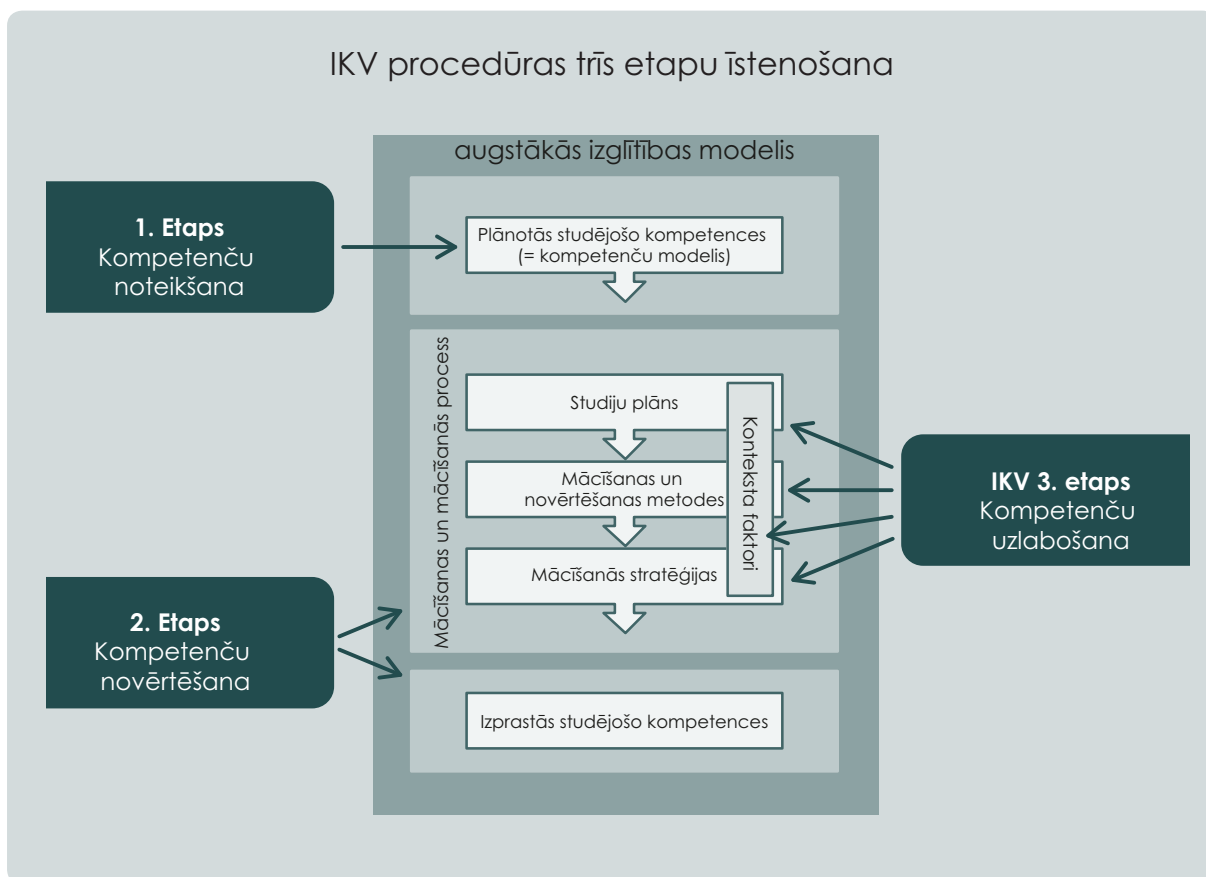 IKV procedūras trīs etapu īstenošana
augstākās izglītības modelis
1. Etaps
Kompetenču
noteikšana
Plānotās studējošo kompetences
(= kompetenču modelis)
Mācīšanas un mācīšanās process
Studiju plāns
Mācīšanas un
novērtēšanas metodes
Mācīšanās stratēģijas
Konteksta faktori
IKV 3. etaps
Kompetenču
uzlabošana
2. Etaps
Kompetenču
novērtēšana
Izprastās studējošo kompetences